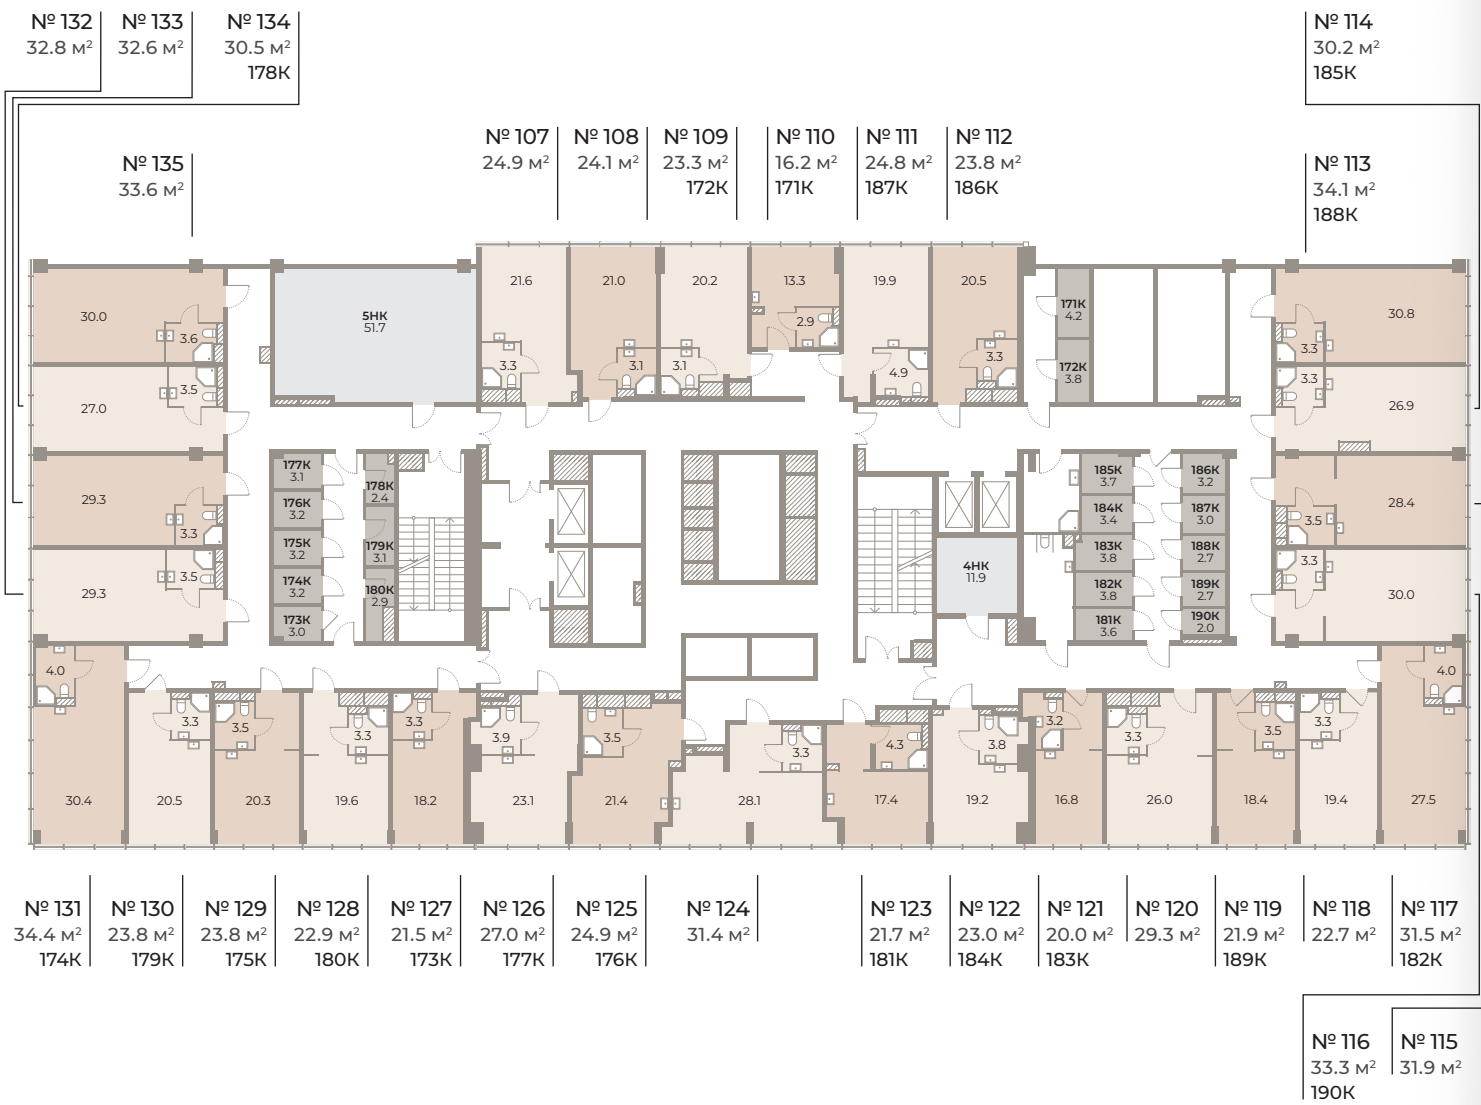 № 132
32.8 м²
№ 133
32.6 м²
№ 134
30.5 м²
178К
№ 114
30.2 м²
185К
№ 135
33.6 м²
№ 107
24.9 м²
№ 108
24.1 м²
№ 109
23.3 м²
172К
№ 110
16.2 м²
171К
№ 111
24.8 м²
187К
№ 112
23.8 м²
186К
№ 113
34.1 м²
188К
30.0
3.6
5НК
51.7
21.6
3.3
21.0
3.1
20.2
3.1
13.3
2.9
19.9
4.9
20.5
3.3
171К
4.2
172К
3.8
30.8
3.3
27.0
3.5
3.3
26.9
29.3
3.3
177К
3.1
176К
3.2
175К
3.2
174К
3.2
173К
3.0
178К
2.4
179К
3.1
180К
2.9
4НК
11.9
185К
3.7
184К
3.4
183К
3.8
182К
3.8
181К
3.6
186К
3.2
187К
3.0
188К
2.7
189К
2.7
190К
2.0
28.4
3.5
29.3
3.5
3.3
30.0
4.0
30.4
3.3
20.5
3.5
20.3
3.3
19.6
3.3
18.2
3.9
23.1
3.5
21.4
3.3
28.1
4.3
17.4
3.8
19.2
3.2
16.8
3.3
26.0
3.5
18.4
3.3
19.4
4.0
27.5
№ 131
34.4 м²
174К
№ 130
23.8 м²
179К
№ 129
23.8 м²
175К
№ 128
22.9 м²
180К
№ 127
21.5 м²
173К
№ 126
27.0 м²
177К
№ 125
24.9 м²
176К
№ 124
31.4 м²
№ 123
21.7 м²
181К
№ 122
23.0 м²
184К
№ 121
20.0 м²
183К
№ 120
29.3 м²
№ 119
21.9 м²
189К
№ 118
22.7 м²
№ 117
31.5 м²
182К
№ 116
33.3 м²
190К
№ 115
31.9 м²